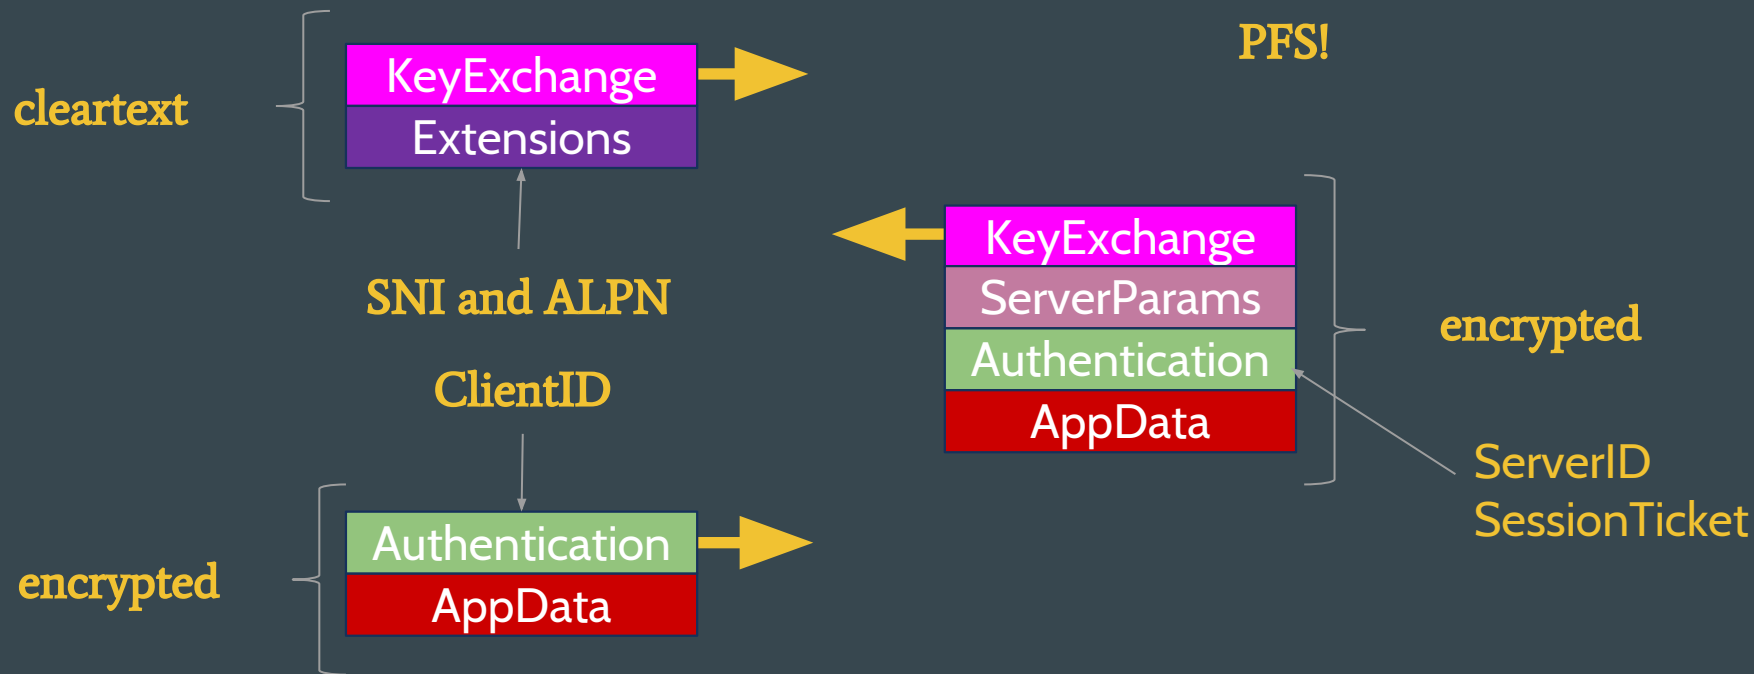 PFS!
cleartext
KeyExchange
Extensions
SNI and ALPN
ClientID
KeyExchange
ServerParams
Authentication
AppData
encrypted
ServerID
SessionTicket
encrypted
Authentication
AppData